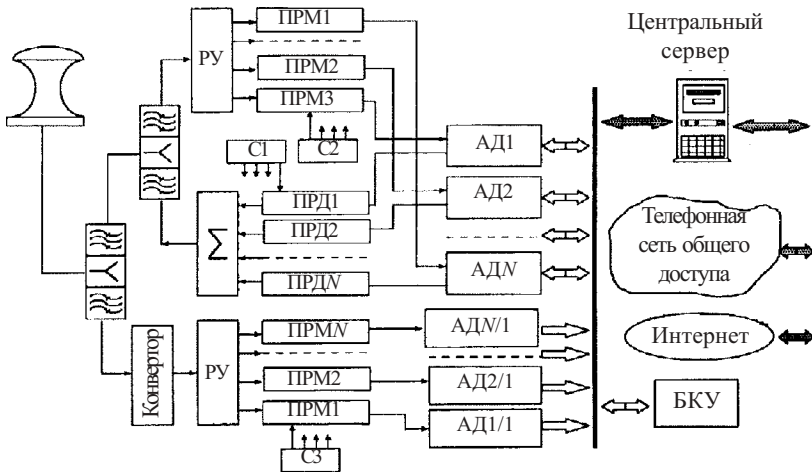 Центральный
сервер
РУ
ПРМ1
ПРМ2
ПРМ3
С1
С2
АД1
ПРД1
АД2
Σ
ПРД2
ПРДN
АДN
Телефонная
сеть общего
доступа
Конвертор
РУ
ПРМN
АДN/1
Интернет
ПРМ2
АД2/1
ПРМ1
АД1/1
БКУ
С3